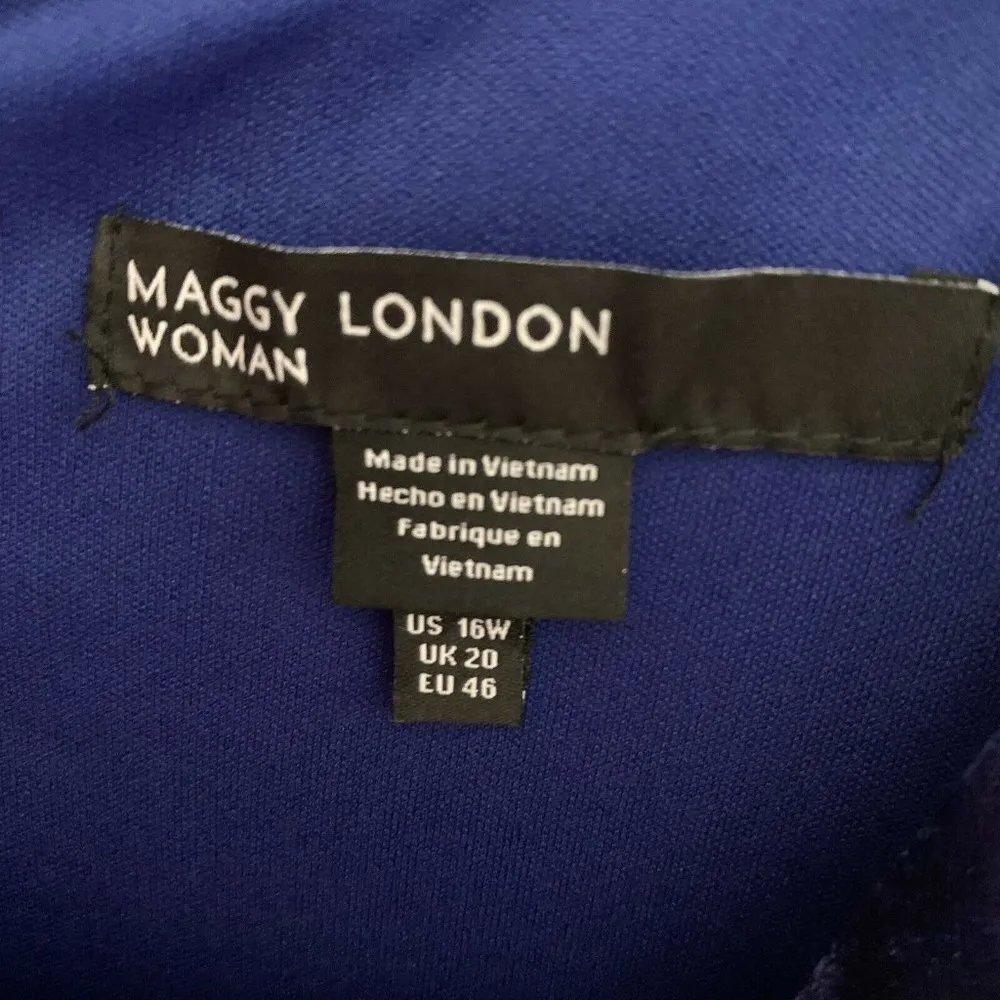 MAGGY LONDON
WOMAN
Made in Vietnam
Hecho en Vietnam
Fabrique en
Vietnam
US 16W
UK 20
EU 46